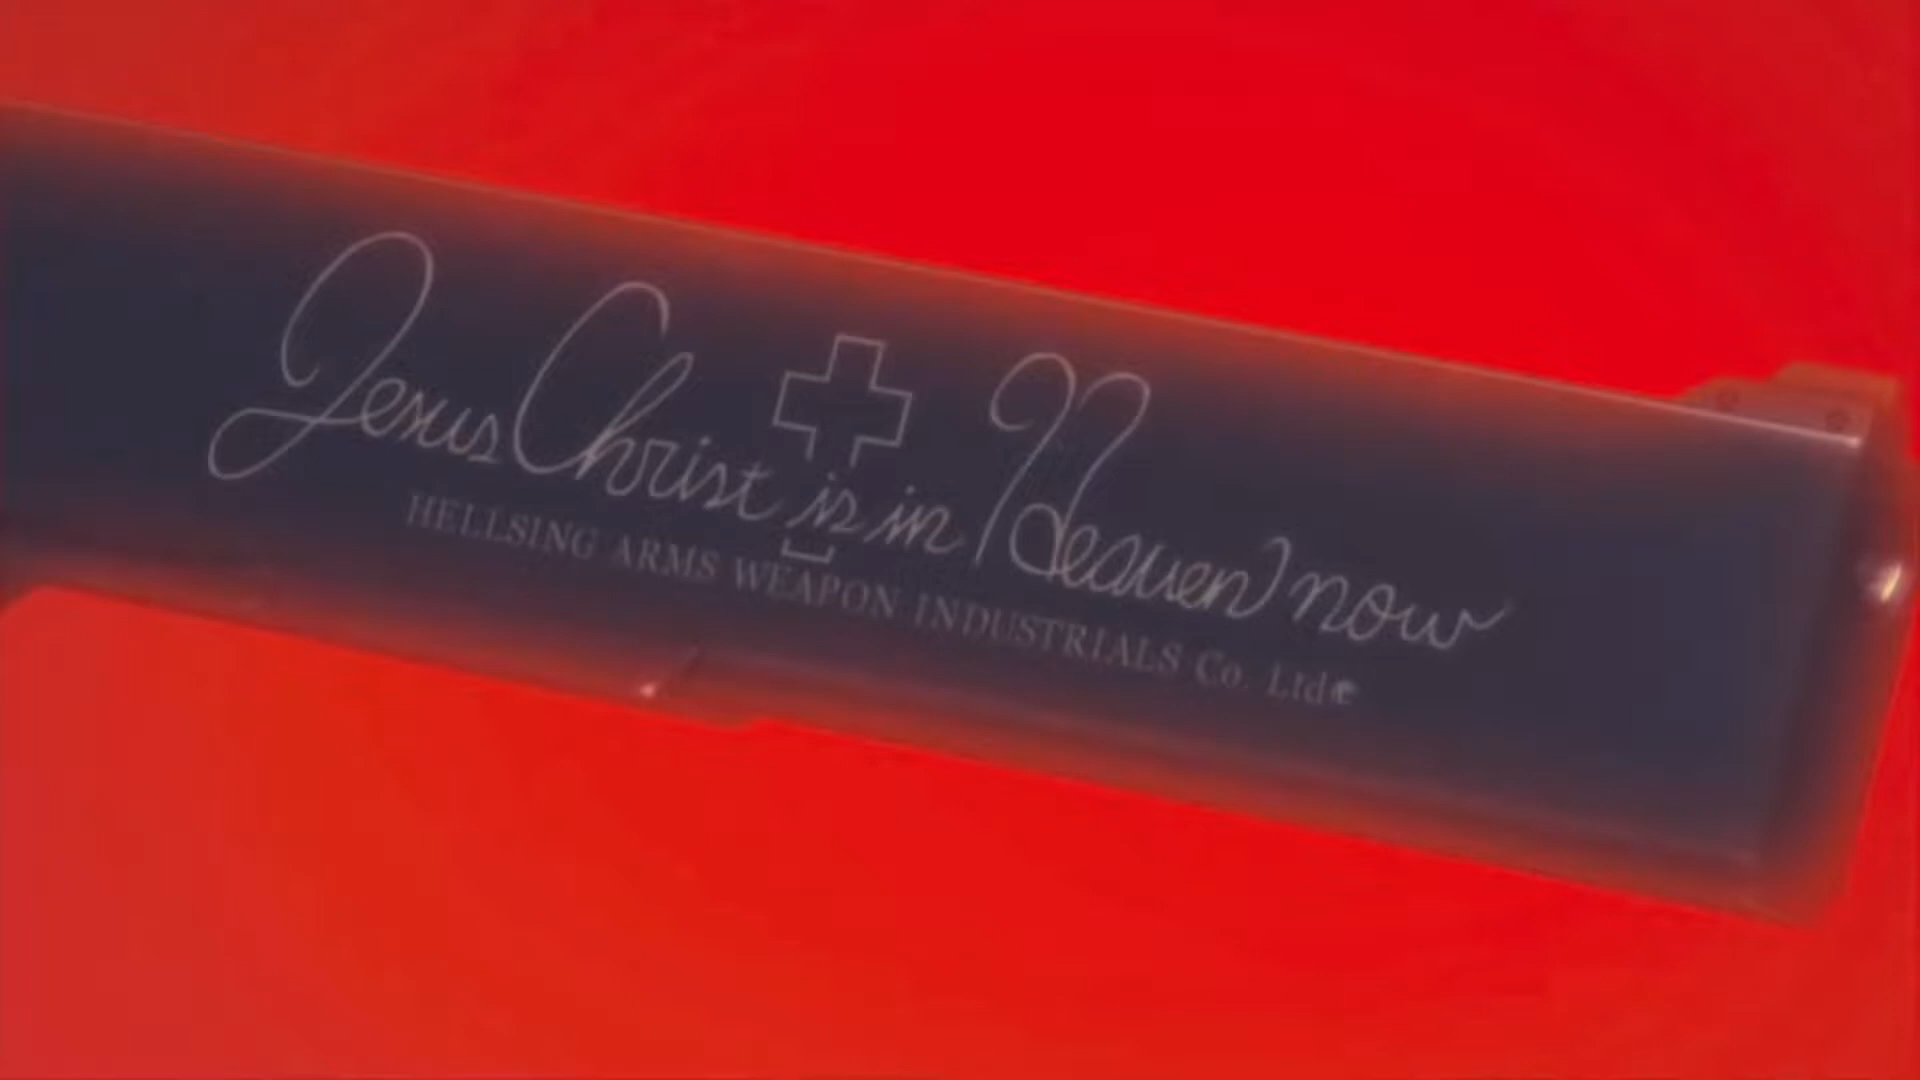 Jesus Christ is in Heaven now
HELLSING ARMS WEAPON INDUSTRIALS Co. Ltd®